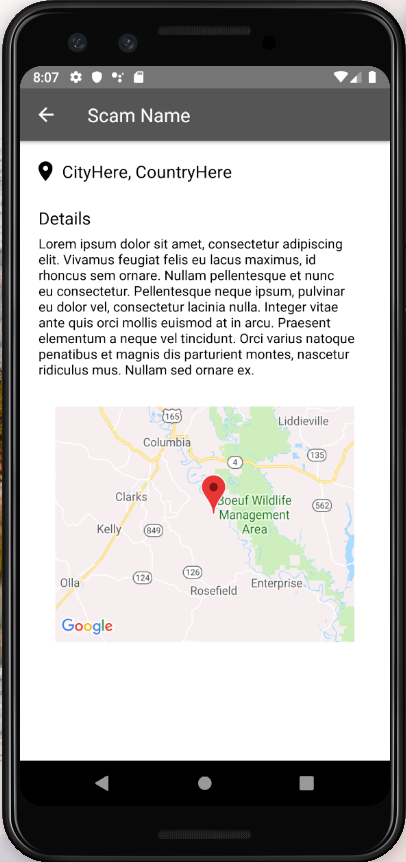 8:07
Scam Name
CityHere, CountryHere
Details
Lorem ipsum dolor sit amet, consectetur adipiscing
elit. Vivamus feugiat felis eu lacus maximus, id
rhoncus sem ornare. Nullam pellentesque et nunc
eu consectetur. Pellentesque neque ipsum, pulvinar
eu dolor vel, consectetur lacinia nulla. Integer vitae
ante quis orci mollis euismod at in arcu. Praesent
elementum a neque vel tincidunt. Orci varius natoque
penatibus et magnis dis parturient montes, nascetur
ridiculus mus. Nullam sed ornare ex.
165
Liddieville
Columbia
135
4
Clarks
Boeuf Wildlife
Management
Area
562
Kelly
849
Olla
124
126
Enterprise
Rosefield
Google